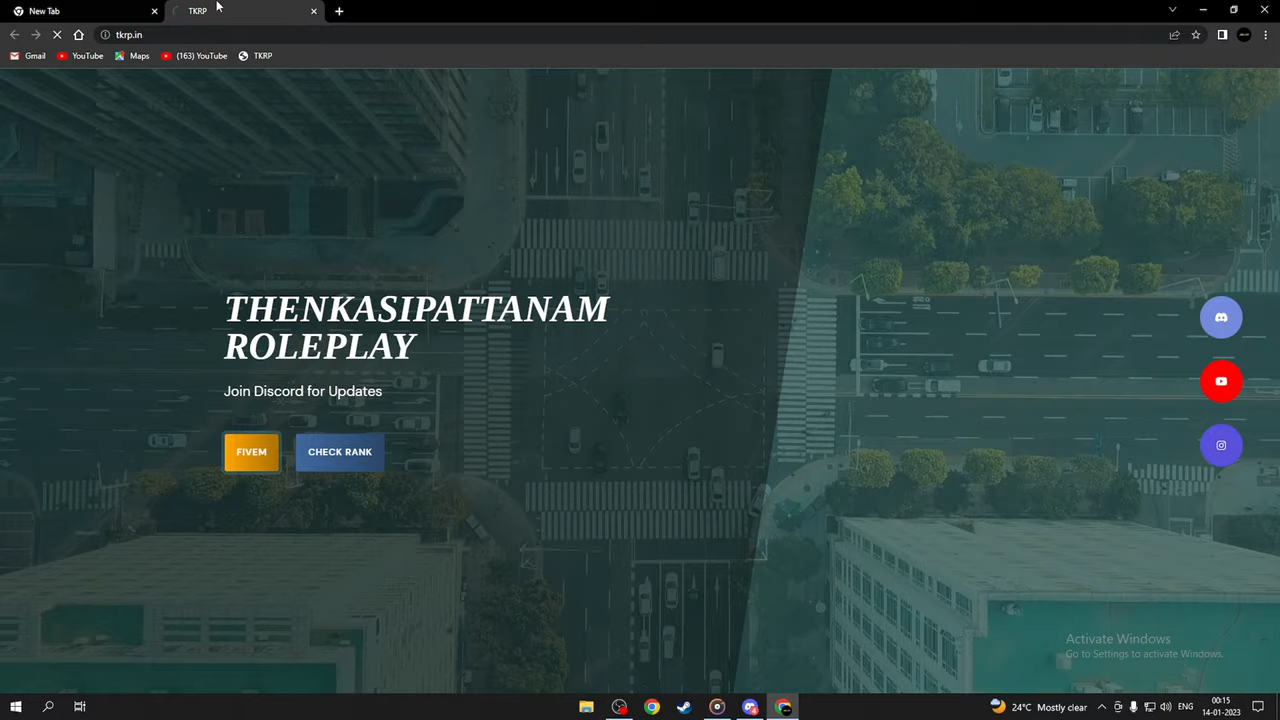 New Tab
TKRP
tkrp.in
Gmail
YouTube
Maps
(163) YouTube
TKRP
THENKASIPATTANAM
ROLEPLAY
Join Discord for Updates
FIVEM
CHECK RANK
Activate Windows
Go to Settings to activate Windows.
24°C Mostly clear
ENG
00:15
14-01-2023